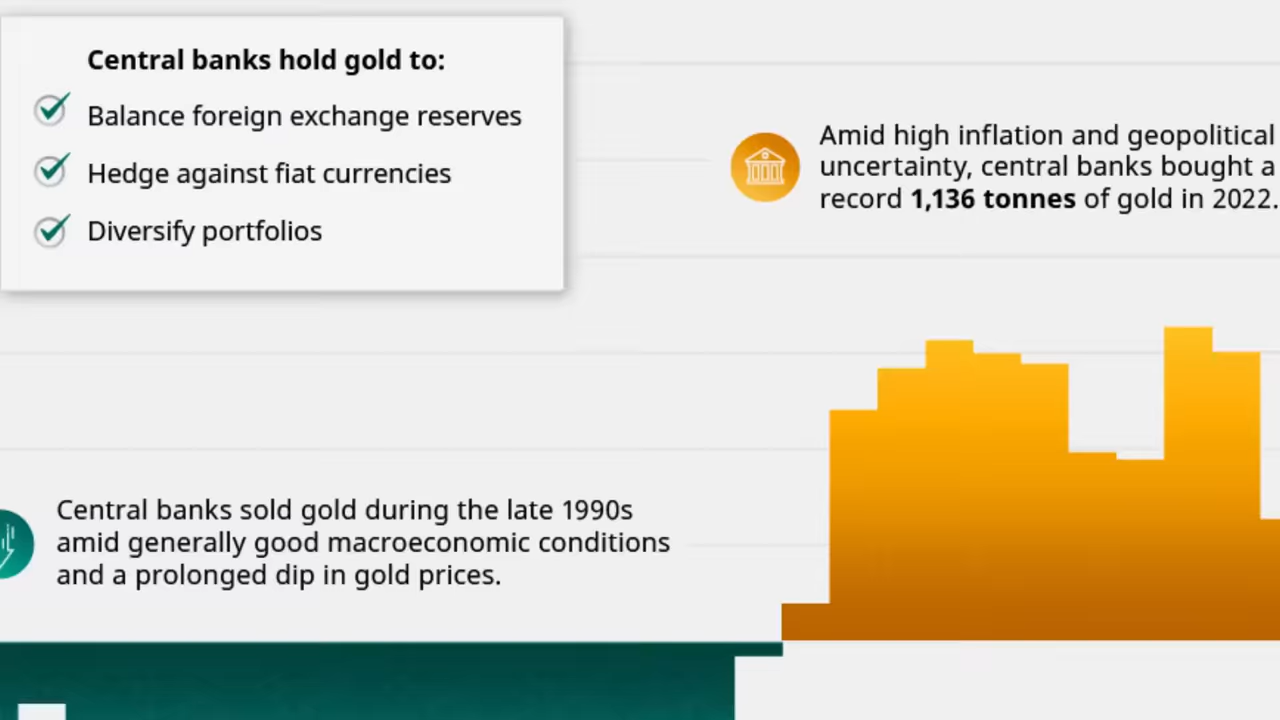 Central banks hold gold to:
Balance foreign exchange reserves
Hedge against fiat currencies
Diversify portfolios
Amid high inflation and geopolitical
uncertainty, central banks bought a
record 1,136 tonnes of gold in 2022.
Central banks sold gold during the late 1990s
amid generally good macroeconomic conditions
and a prolonged dip in gold prices.